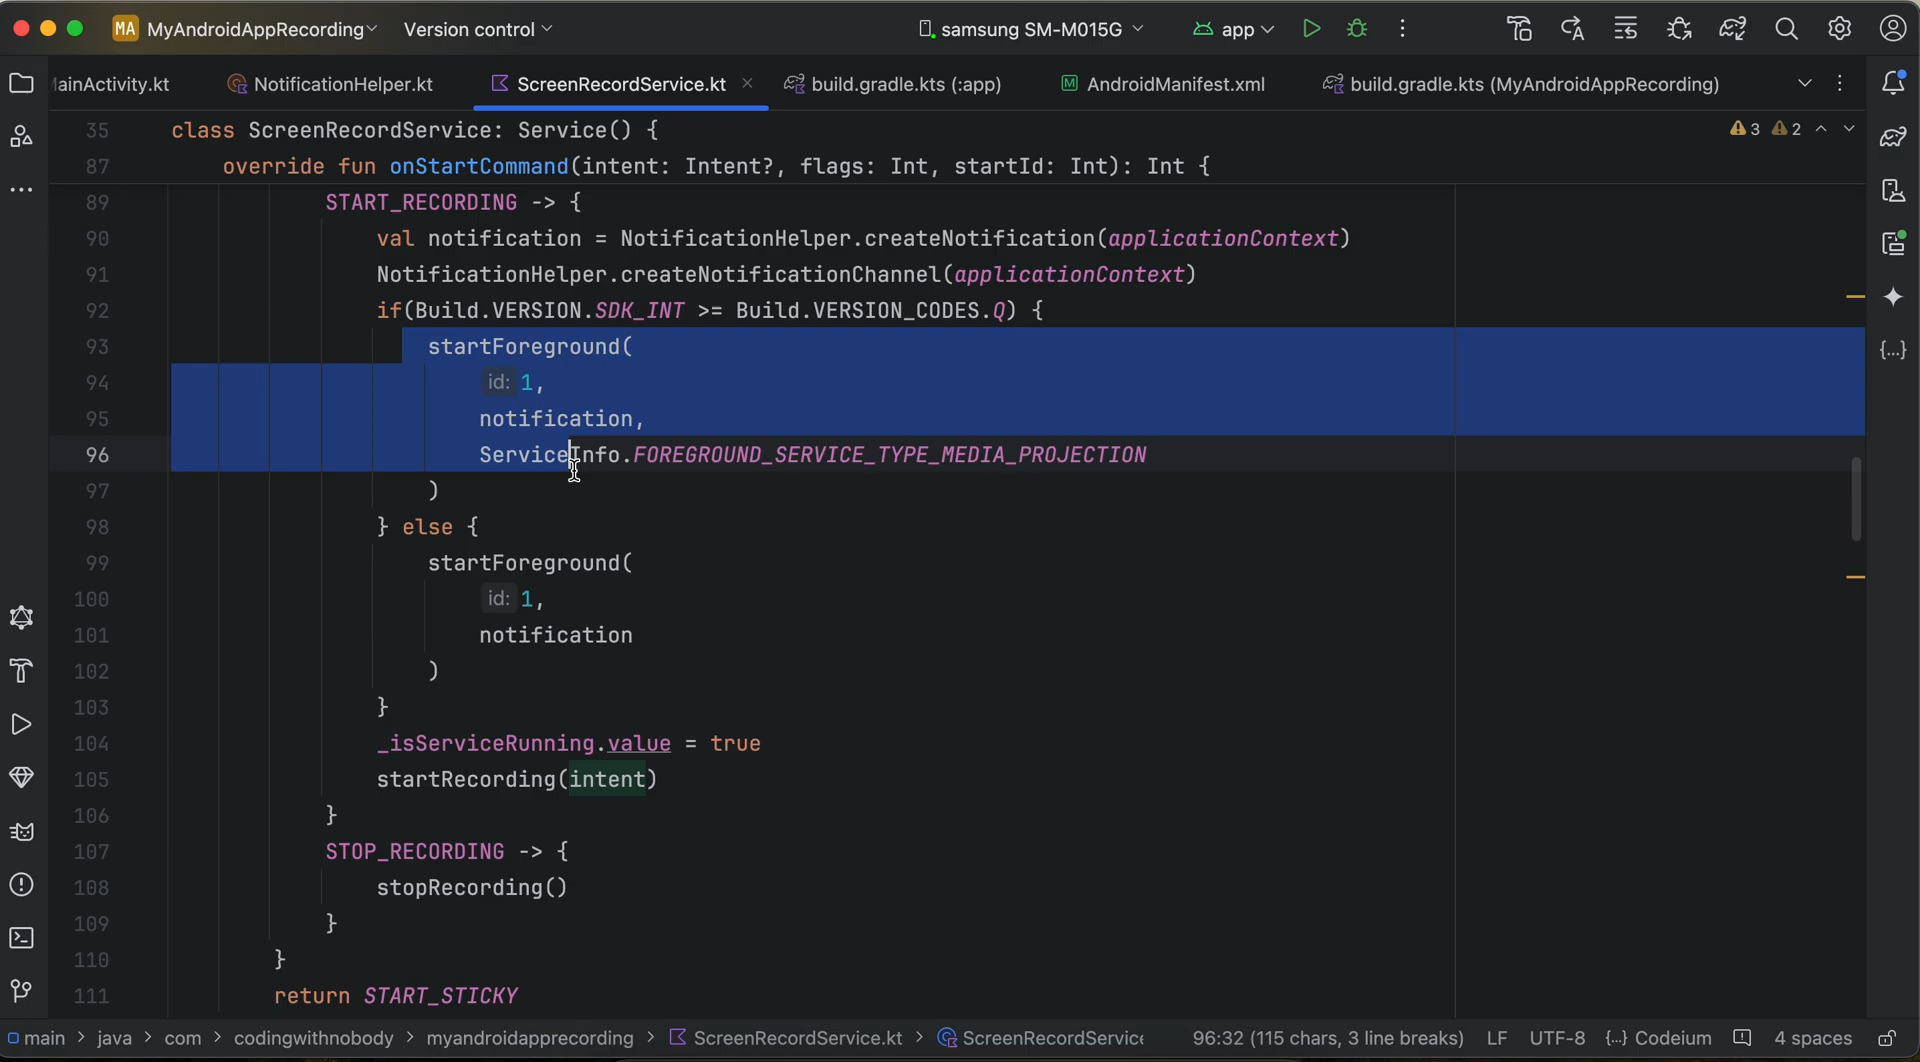 MA MyAndroidAppRecording Version control samsung SM-M015G app
ainActivity.kt NotificationHelper.kt ScreenRecordService.kt build.gradle.kts (:app) AndroidManifest.xml build.gradle.kts (MyAndroidAppRecording)
35 class ScreenRecordService: Service() { 3 2
87 override fun onStartCommand(intent: Intent?, flags: Int, startId: Int): Int {
89 START_RECORDING -> {
90 val notification = NotificationHelper.createNotification(applicationContext)
91 NotificationHelper.createNotificationChannel(applicationContext)
92 if(Build.VERSION.SDK_INT >= Build.VERSION_CODES.Q) {
93 startForeground(
94 id: 1,
95 notification,
96 ServiceInfo.FOREGROUND_SERVICE_TYPE_MEDIA_PROJECTION
97 )
98 } else {
99 startForeground(
100 id: 1,
101 notification
102 )
103 }
104 _isServiceRunning.value = true
105 startRecording(intent)
106 }
107 STOP_RECORDING -> {
108 stopRecording()
109 }
110 }
111 return START_STICKY
main > java > com > codingwithnobody > myandroidapprecording > ScreenRecordService.kt > ScreenRecordService 96:32 (115 chars, 3 line breaks) LF UTF-8 {...} Codeium 4 spaces